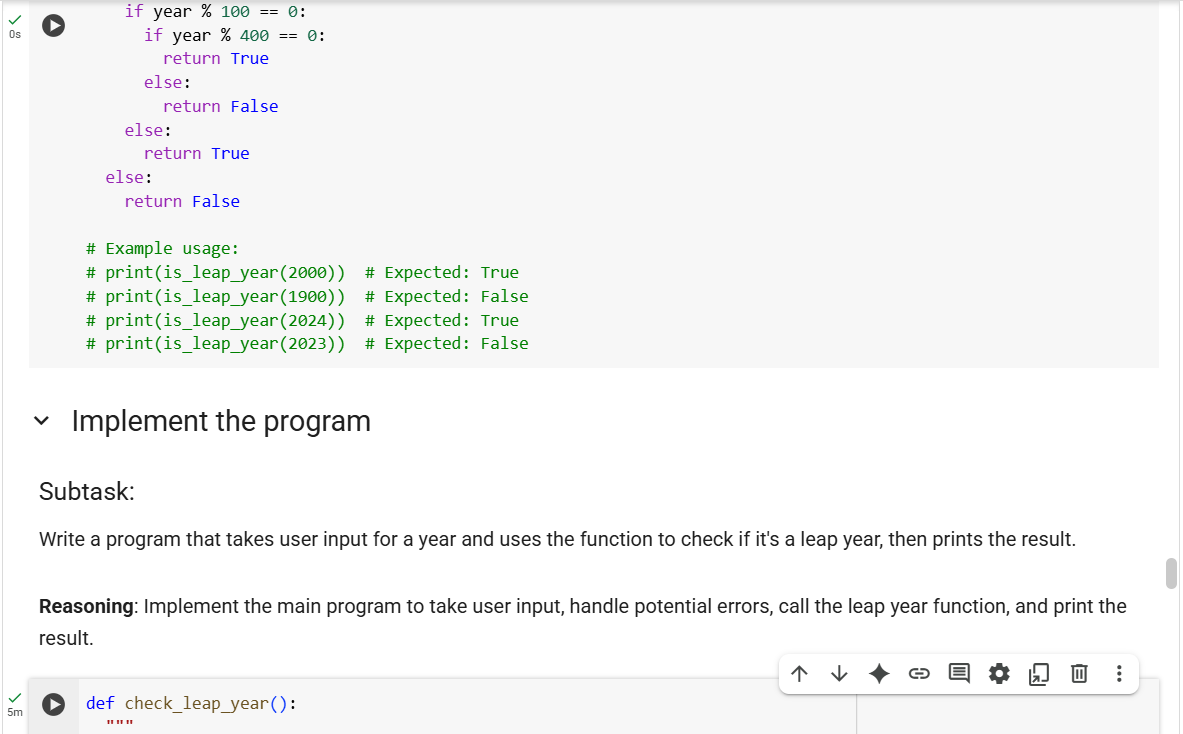 if year % 100 == 0:
0s
if year % 400 == 0:
return True
else:
return False
else:
return True
else:
return False
# Example usage:
# print(is_leap_year(2000))  # Expected: True
# print(is_leap_year(1900))  # Expected: False
# print(is_leap_year(2024))  # Expected: True
# print(is_leap_year(2023))  # Expected: False
Implement the program
Subtask:
Write a program that takes user input for a year and uses the function to check if it's a leap year, then prints the result.
Reasoning: Implement the main program to take user input, handle potential errors, call the leap year function, and print the
result.
def check_leap_year():
5m
"""